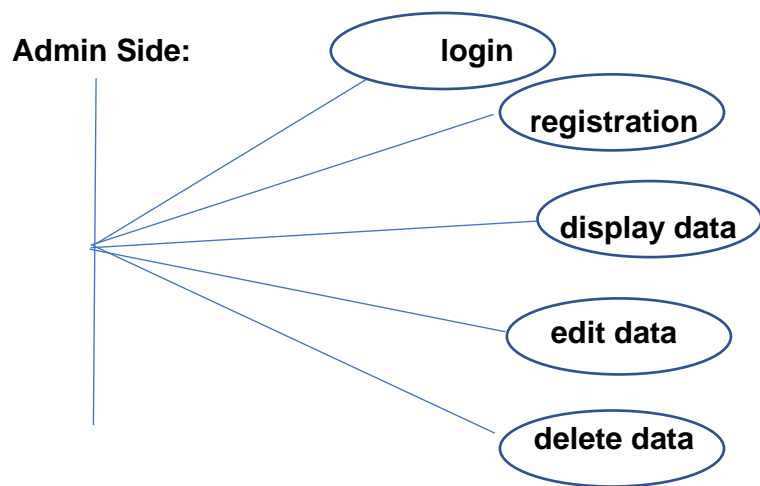 Admin Side:
login
registration
display data
edit data
delete data